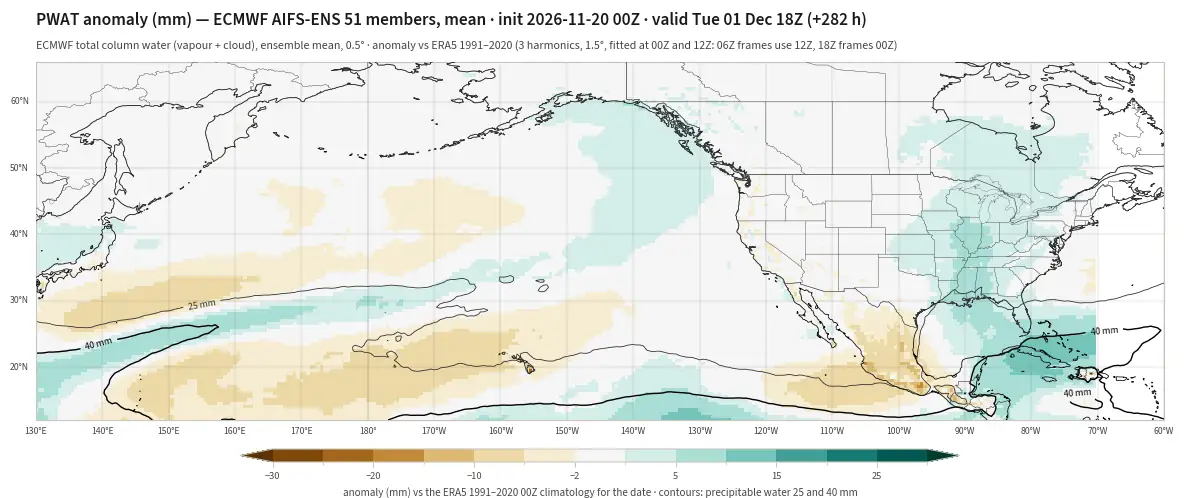 PWAT anomaly (mm) — ECMWF AIFS-ENS 51 members, mean · init 2026-11-20 00Z · valid Tue 01 Dec 18Z (+282 h)
ECMWF total column water (vapour + cloud), ensemble mean, 0.5° · anomaly vs ERA5 1991–2020 (3 harmonics, 1.5°, fitted at 00Z and 12Z: 06Z frames use 12Z, 18Z frames 00Z)
60°N
50°N
40°N
30°N
20°N
25 mm
40 mm
40 mm
40 mm
130°E 140°E 150°E 160°E 170°E 180° 170°W 160°W 150°W 140°W 130°W 120°W 110°W 100°W 90°W 80°W 70°W 60°W
−30 −20 −10 −2 5 15 25
anomaly (mm) vs the ERA5 1991–2020 00Z climatology for the date · contours: precipitable water 25 and 40 mm